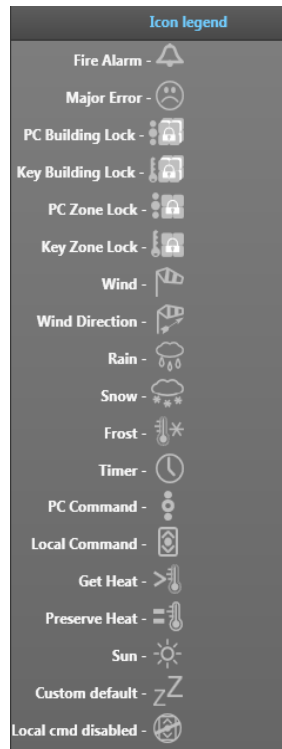 Icon legend
Fire Alarm -
Major Error -
PC Building Lock -
Key Building Lock -
PC Zone Lock -
Key Zone Lock -
Wind -
Wind Direction -
Rain -
Snow -
Frost -
Timer -
PC Command -
Local Command -
Get Heat -
Preserve Heat -
Sun -
Custom default - zZ
Local cmd disabled -